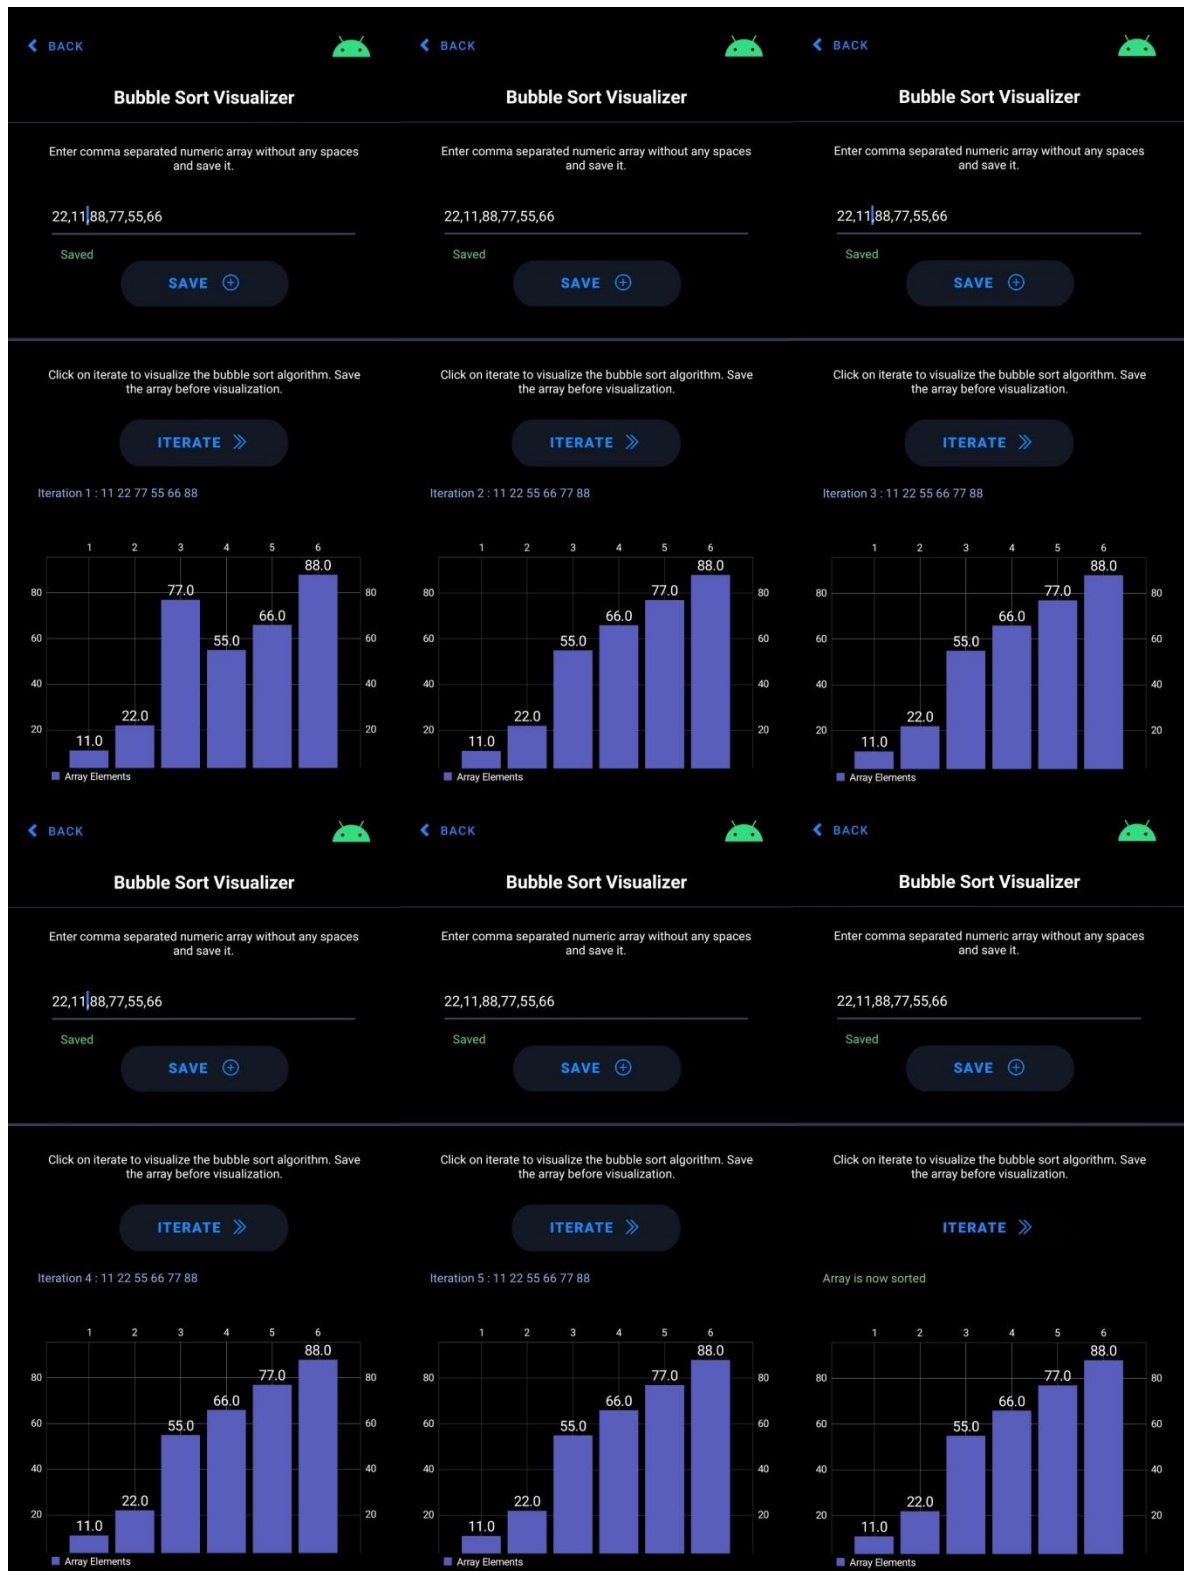 BACK
Bubble Sort Visualizer
Enter comma separated numeric array without any spaces
and save it.
22,11,88,77,55,66
Saved
SAVE
Click on iterate to visualize the bubble sort algorithm. Save
the array before visualization.
ITERATE
Iteration 1 : 11 22 77 55 66 88
1 2 3 4 5 6
88.0
80 77.0 80
66.0
60 55.0 60
40 40
22.0
20 20
11.0
Array Elements
BACK
Bubble Sort Visualizer
Enter comma separated numeric array without any spaces
and save it.
22,11,88,77,55,66
Saved
SAVE
Click on iterate to visualize the bubble sort algorithm. Save
the array before visualization.
ITERATE
Iteration 2 : 11 22 55 66 77 88
1 2 3 4 5 6
88.0
80 77.0 80
66.0
60 55.0 60
40 40
22.0
20 20
11.0
Array Elements
BACK
Bubble Sort Visualizer
Enter comma separated numeric array without any spaces
and save it.
22,11,88,77,55,66
Saved
SAVE
Click on iterate to visualize the bubble sort algorithm. Save
the array before visualization.
ITERATE
Iteration 3 : 11 22 55 66 77 88
1 2 3 4 5 6
88.0
80 77.0 80
66.0
60 55.0 60
40 40
22.0
20 20
11.0
Array Elements
BACK
Bubble Sort Visualizer
Enter comma separated numeric array without any spaces
and save it.
22,11,88,77,55,66
Saved
SAVE
Click on iterate to visualize the bubble sort algorithm. Save
the array before visualization.
ITERATE
Iteration 4 : 11 22 55 66 77 88
1 2 3 4 5 6
88.0
80 77.0 80
66.0
60 55.0 60
40 40
22.0
20 20
11.0
Array Elements
BACK
Bubble Sort Visualizer
Enter comma separated numeric array without any spaces
and save it.
22,11,88,77,55,66
Saved
SAVE
Click on iterate to visualize the bubble sort algorithm. Save
the array before visualization.
ITERATE
Iteration 5 : 11 22 55 66 77 88
1 2 3 4 5 6
88.0
80 77.0 80
66.0
60 55.0 60
40 40
22.0
20 20
11.0
Array Elements
BACK
Bubble Sort Visualizer
Enter comma separated numeric array without any spaces
and save it.
22,11,88,77,55,66
Saved
SAVE
Click on iterate to visualize the bubble sort algorithm. Save
the array before visualization.
ITERATE
Array is now sorted
1 2 3 4 5 6
88.0
80 77.0 80
66.0
60 55.0 60
40 40
22.0
20 20
11.0
Array Elements